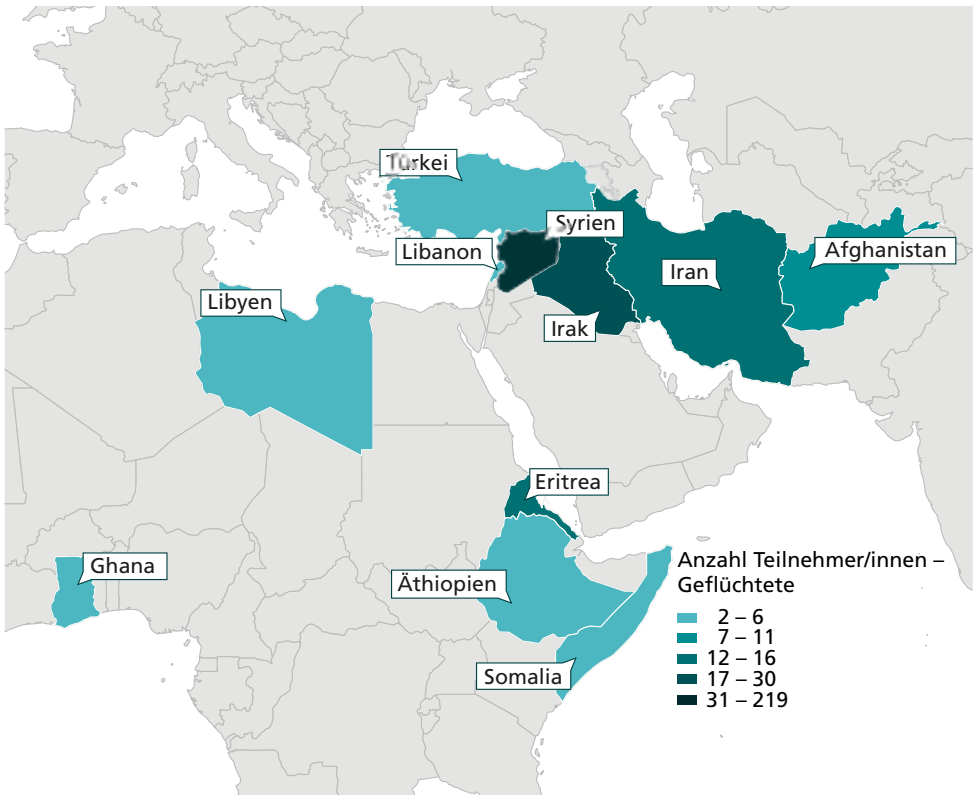 Türkei
Syrien
Libanon
Afghanistan
Iran
Libyen
Irak
Eritrea
Ghana
Äthiopien
Somalia
Anzahl Teilnehmer/innen –
Geflüchtete
2 – 6
7 – 11
12 – 16
17 – 30
31 – 219